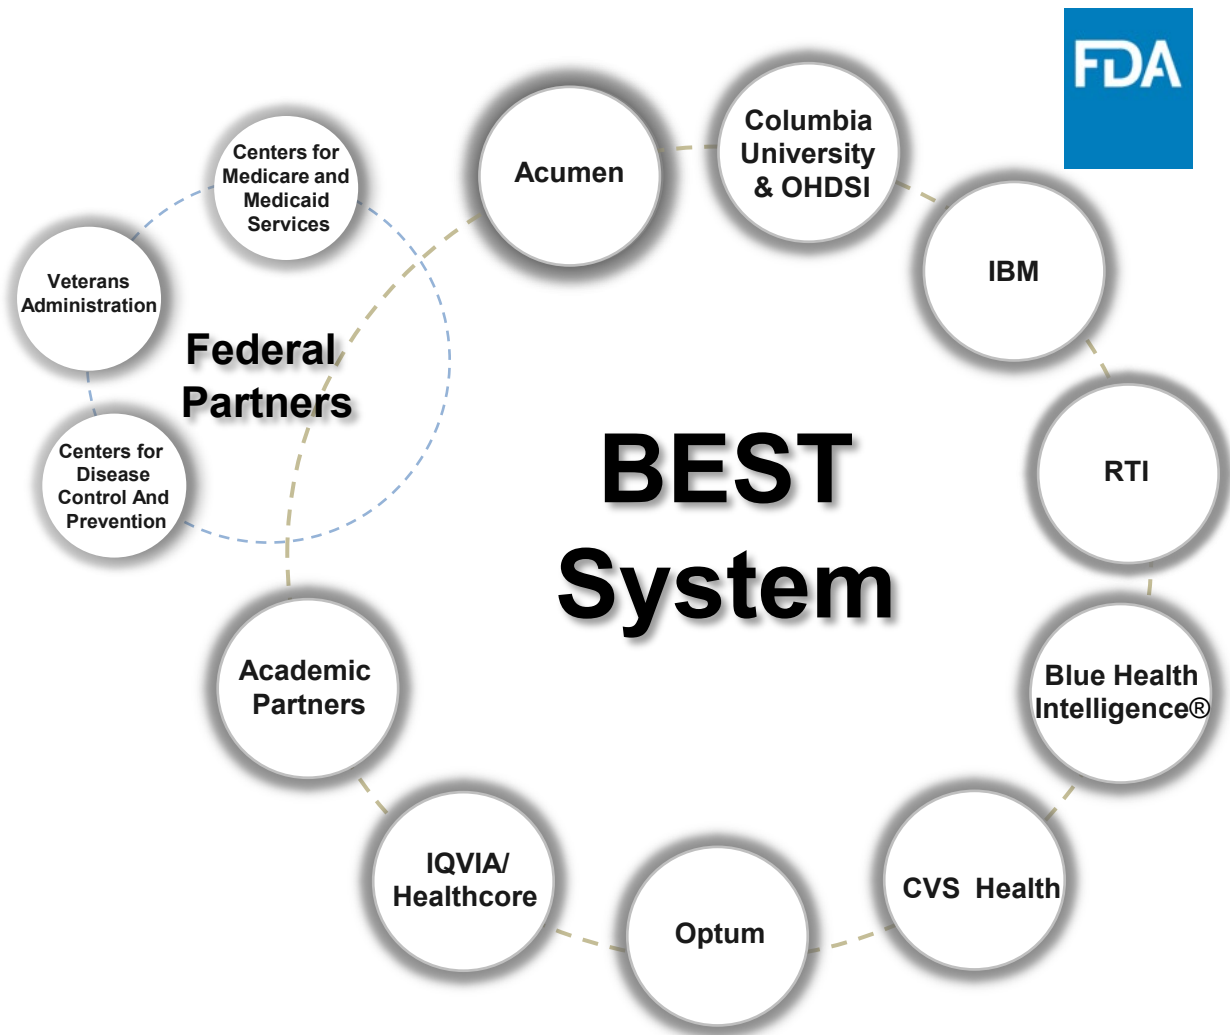 FDA
Columbia
University
& OHDSI
Acumen
Centers for
Medicare and
Medicaid
Services
IBM
Veterans
Administration
Federal
Partners
BEST
System
Centers for
Disease
Control And
Prevention
RTI
Academic
Partners
Blue Health
Intelligence®
IQVIA/
Healthcore
CVS Health
Optum